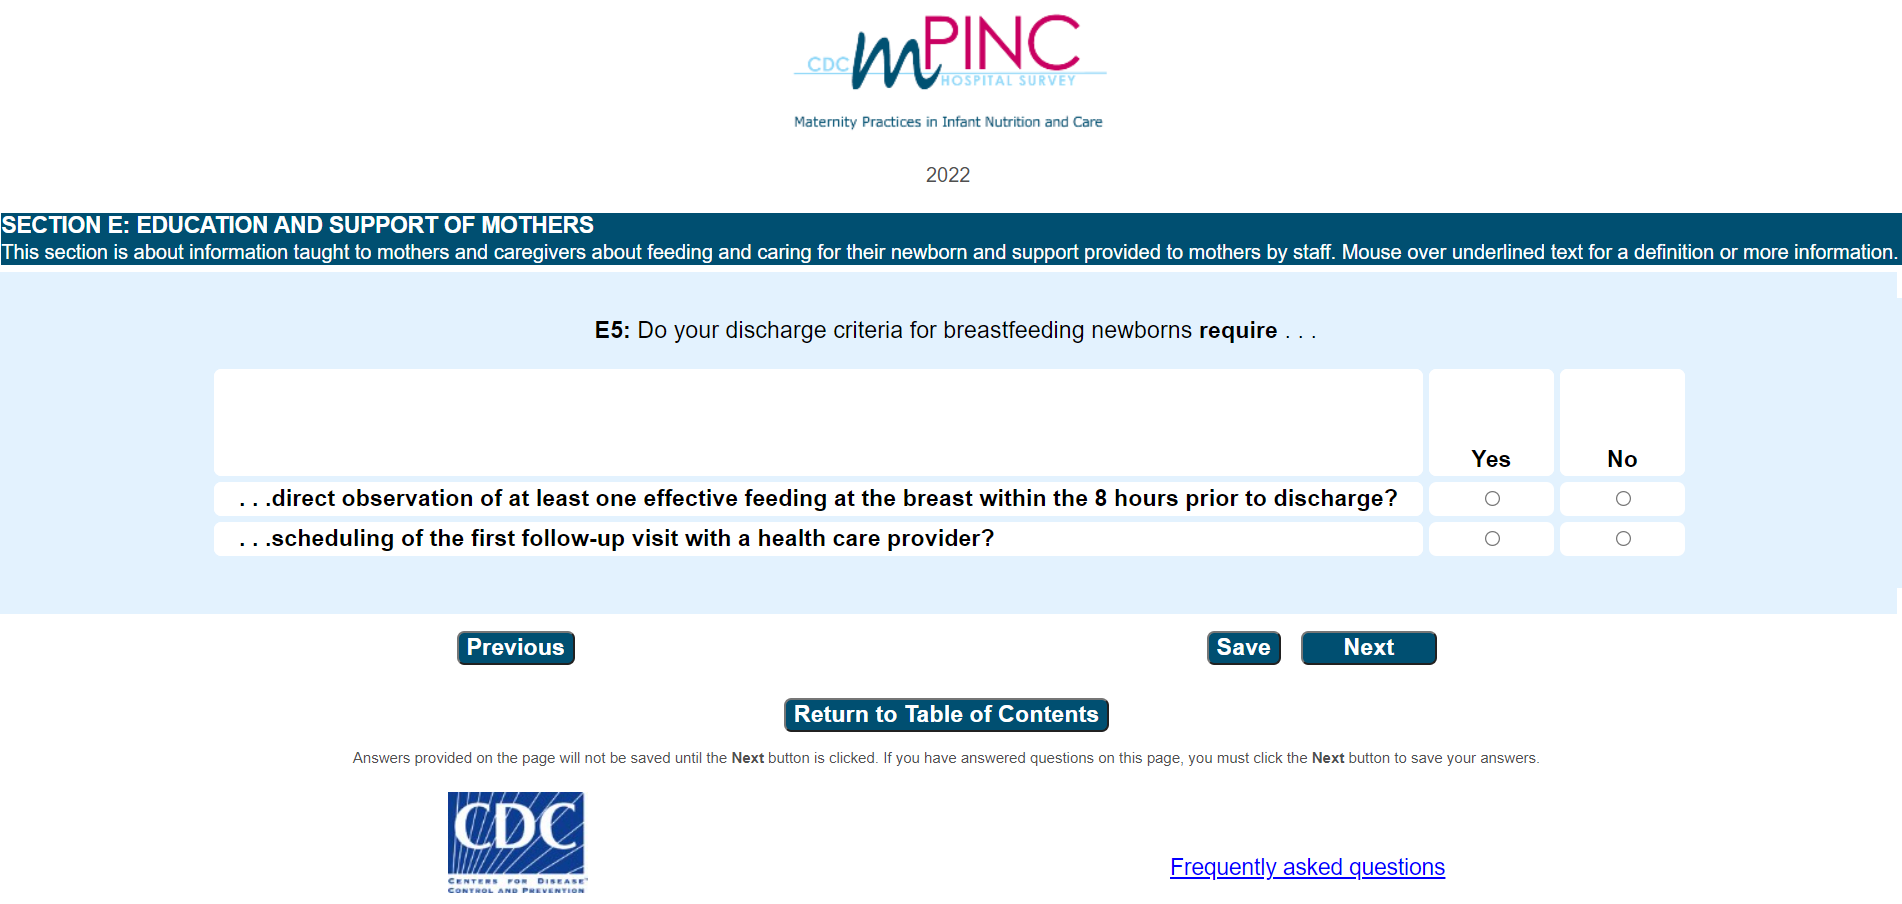 CDC mPINC
HOSPITAL SURVEY
Maternity Practices in Infant Nutrition and Care
2022
SECTION E: EDUCATION AND SUPPORT OF MOTHERS
This section is about information taught to mothers and caregivers about feeding and caring for their newborn and support provided to mothers by staff. Mouse over underlined text for a definition or more information.
E5: Do your discharge criteria for breastfeeding newborns require . . .
Yes No
. . .direct observation of at least one effective feeding at the breast within the 8 hours prior to discharge?
. . .scheduling of the first follow-up visit with a health care provider?
Previous Save Next
Return to Table of Contents
Answers provided on the page will not be saved until the Next button is clicked. If you have answered questions on this page, you must click the Next button to save your answers.
CDC
CENTERS FOR DISEASE™
CONTROL AND PREVENTION
Frequently asked questions